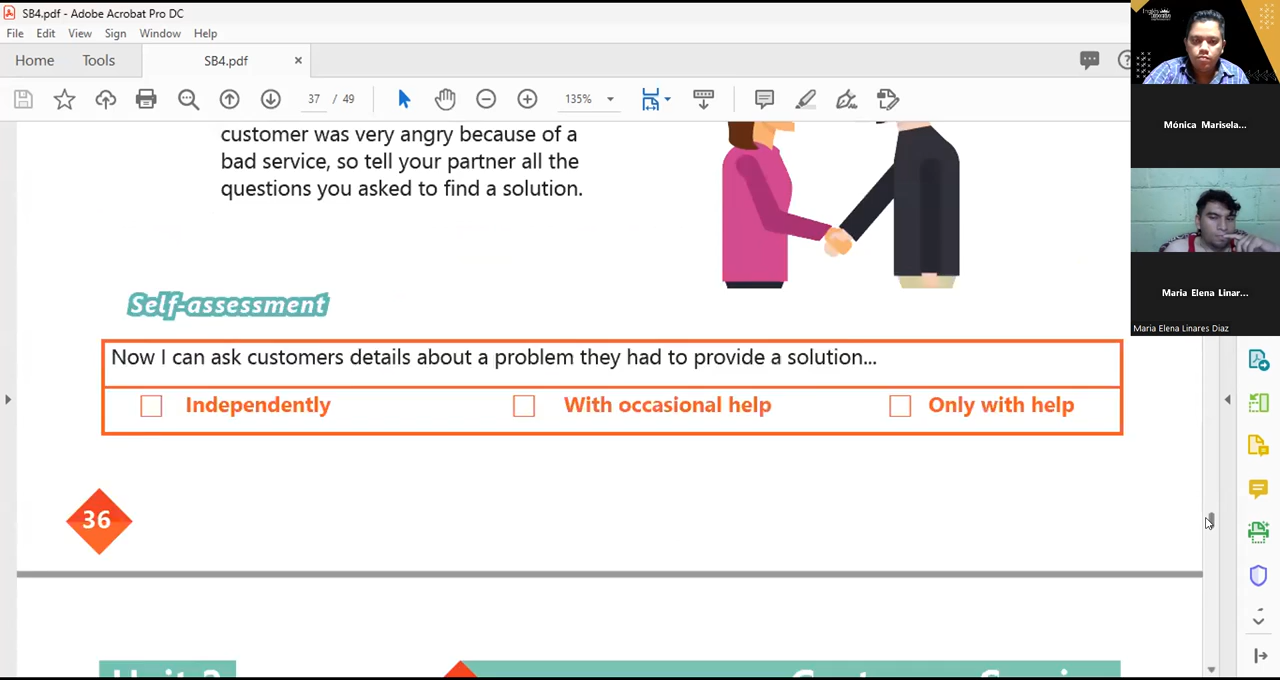 SB4.pdf - Adobe Acrobat Pro DC
File Edit View Sign Window Help
Home Tools SB4.pdf ×
37 / 49 135%
customer was very angry because of a
bad service, so tell your partner all the
questions you asked to find a solution.
Self-assessment
Now I can ask customers details about a problem they had to provide a solution...
Independently With occasional help Only with help
36
Mónica Marisela...
Maria Elena Linar...
Maria Elena Linares Diaz